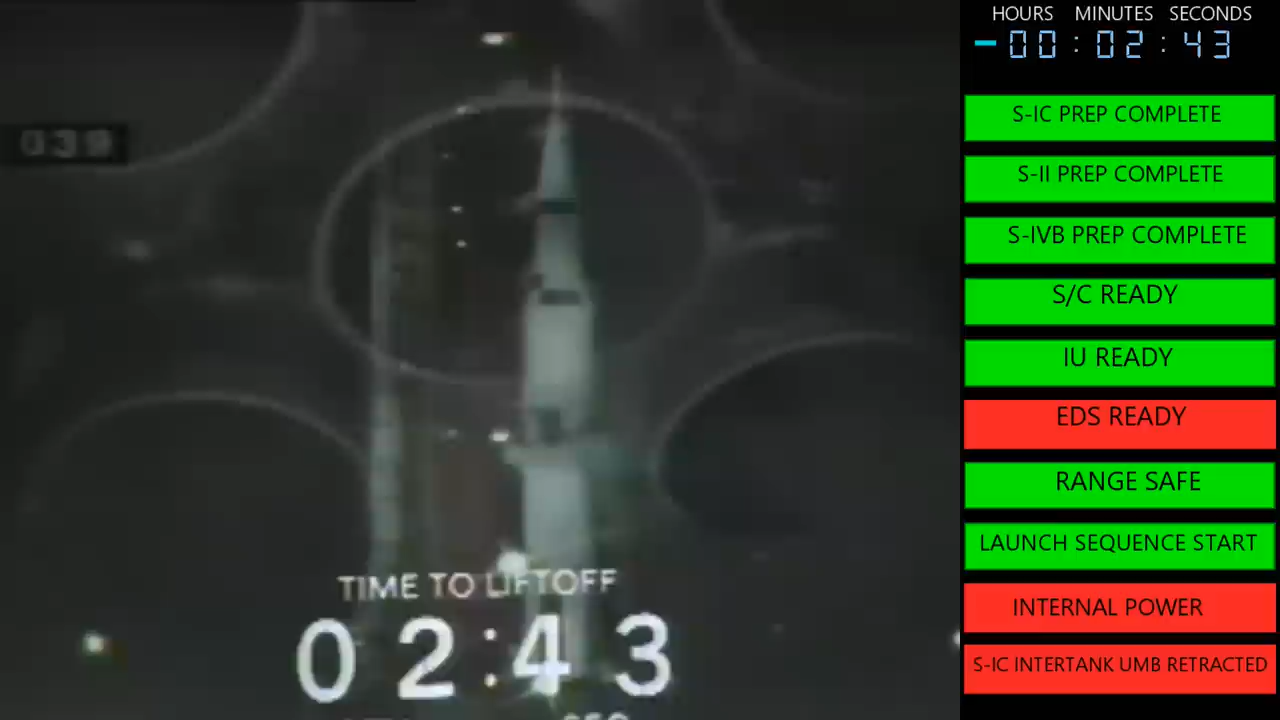 039
TIME TO LIFTOFF
02:43
HOURS MINUTES SECONDS
-00:02:43
S-IC PREP COMPLETE
S-II PREP COMPLETE
S-IVB PREP COMPLETE
S/C READY
IU READY
EDS READY
RANGE SAFE
LAUNCH SEQUENCE START
INTERNAL POWER
S-IC INTERTANK UMB RETRACTED